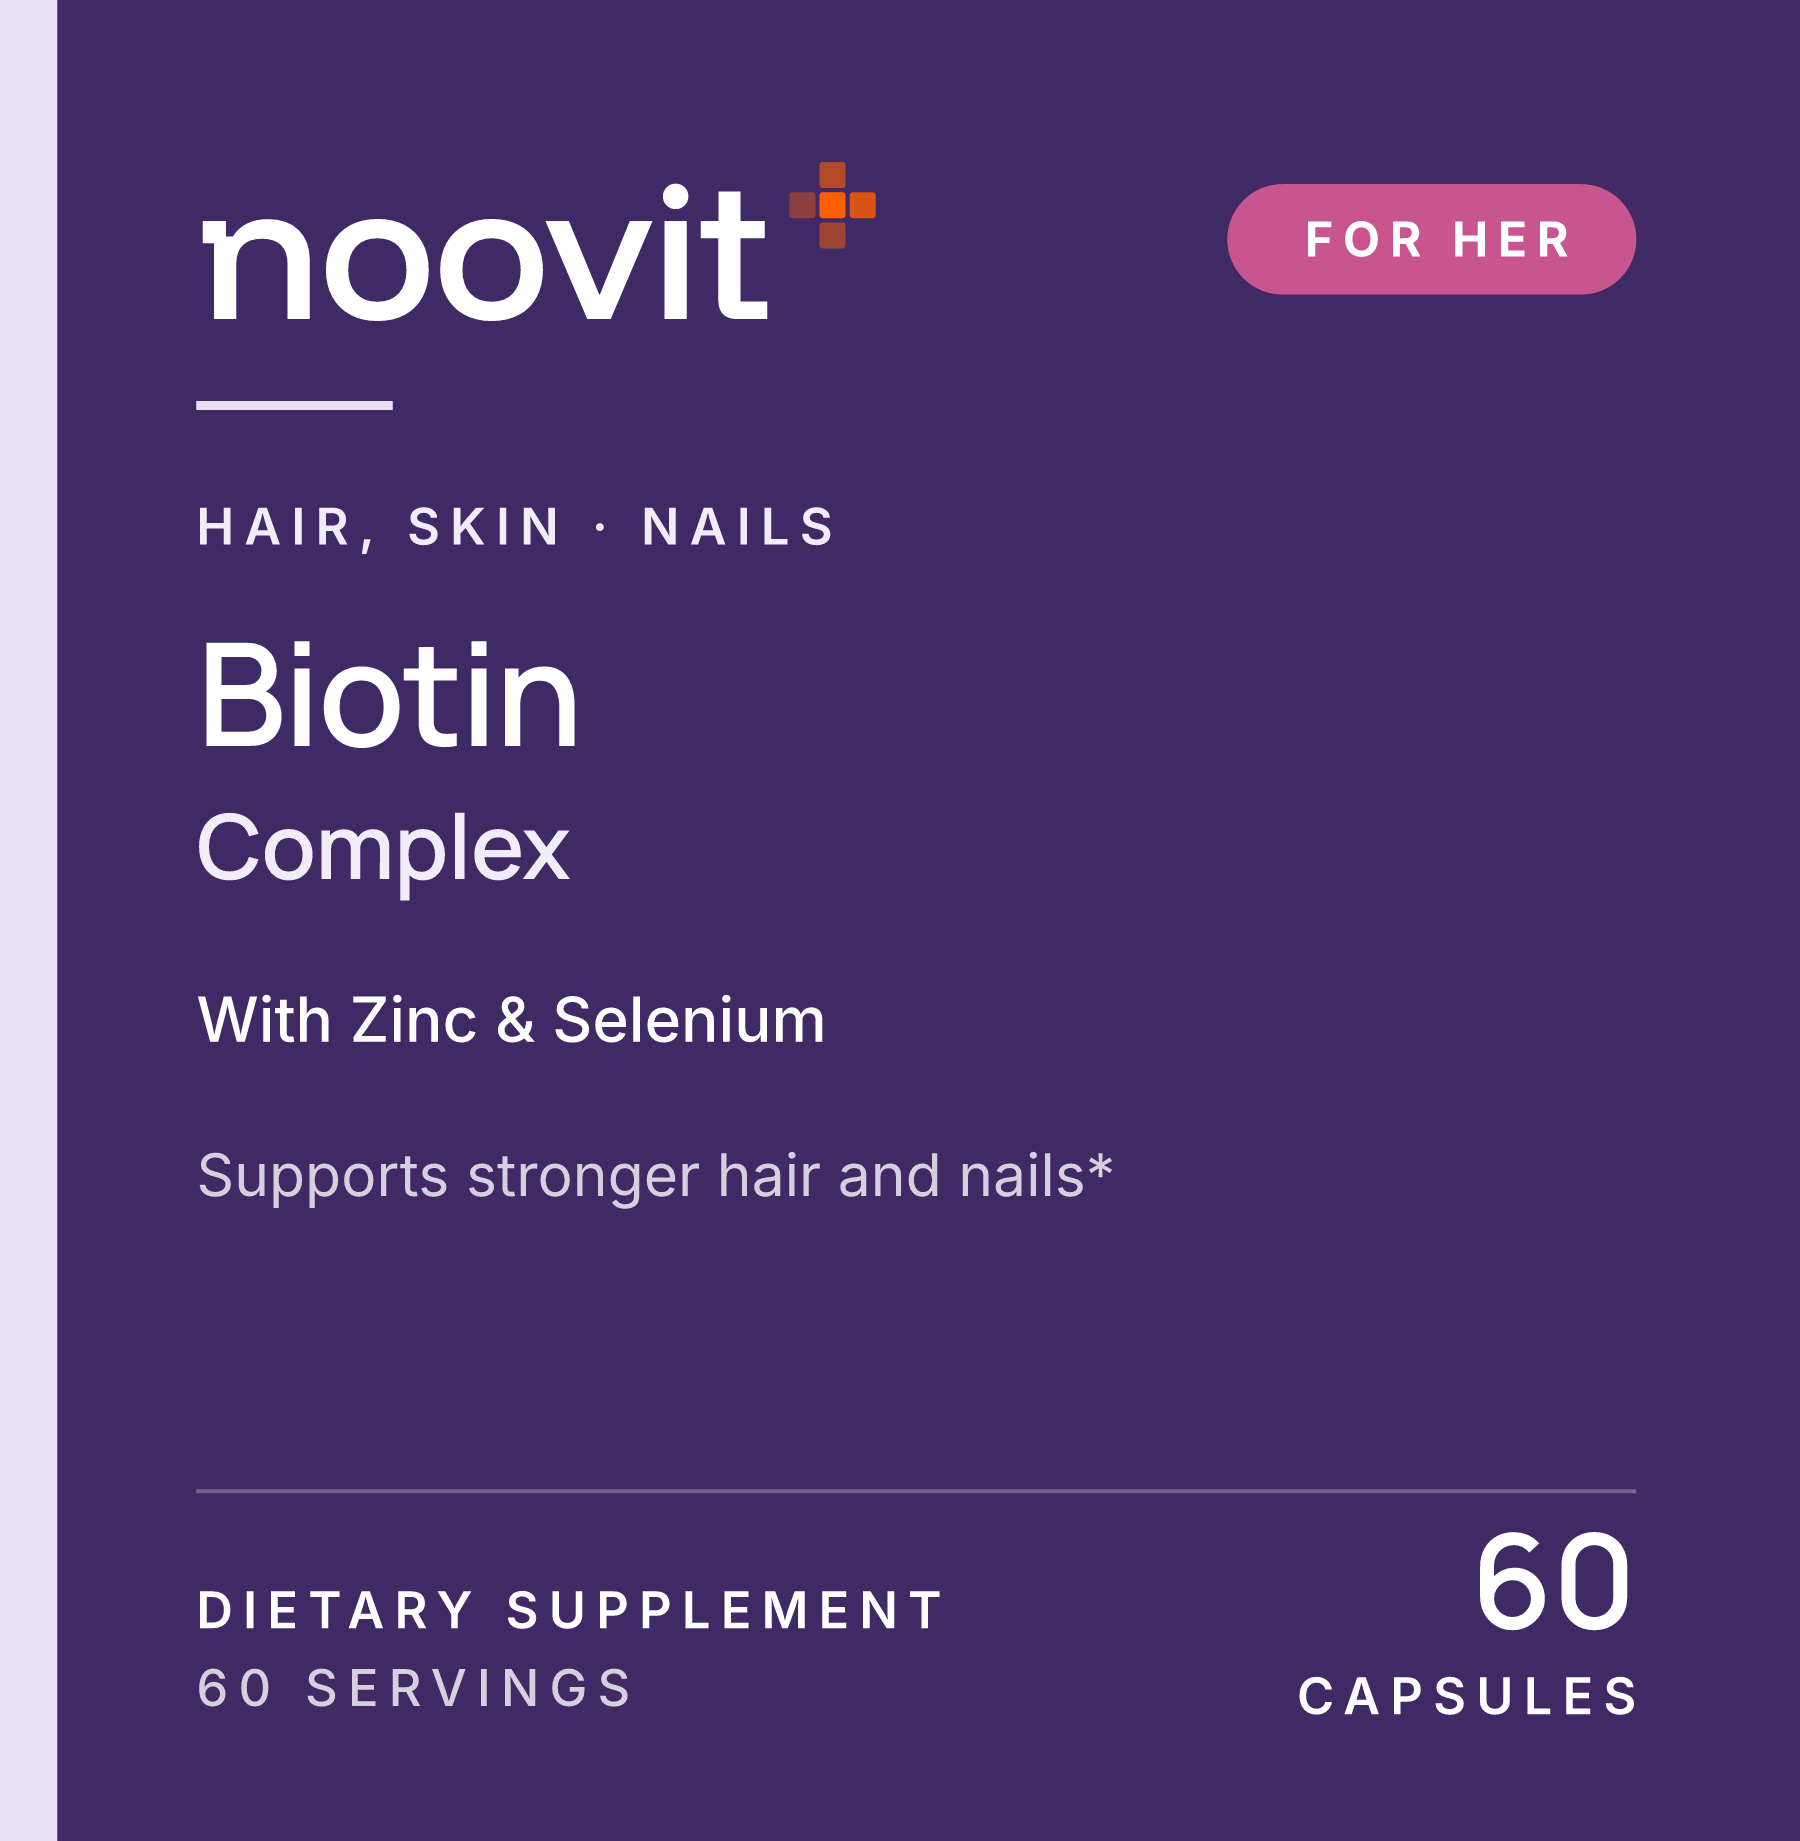 noovit
FOR HER
HAIR, SKIN · NAILS
Biotin
Complex
With Zinc & Selenium
Supports stronger hair and nails*
DIETARY SUPPLEMENT
60 SERVINGS
60
CAPSULES